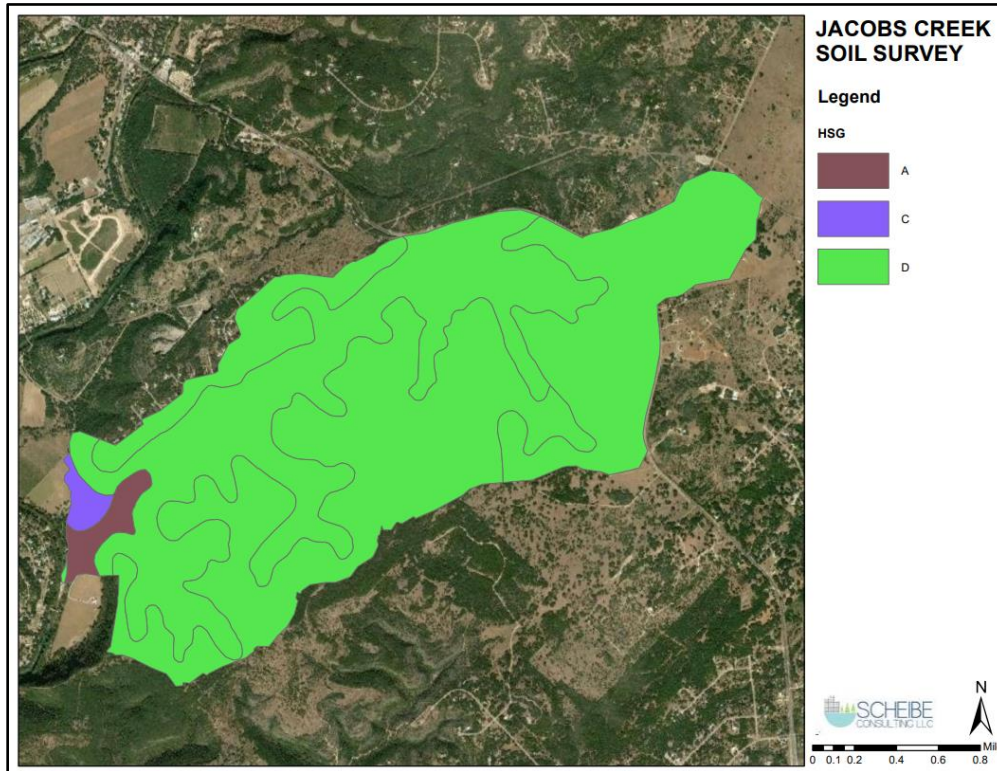 JACOBS CREEK
SOIL SURVEY
Legend
HSG
A
C
D
SCHEIBE
CONSULTING LLC
N
Mil
0 0.1 0.2 0.4 0.6 0.8